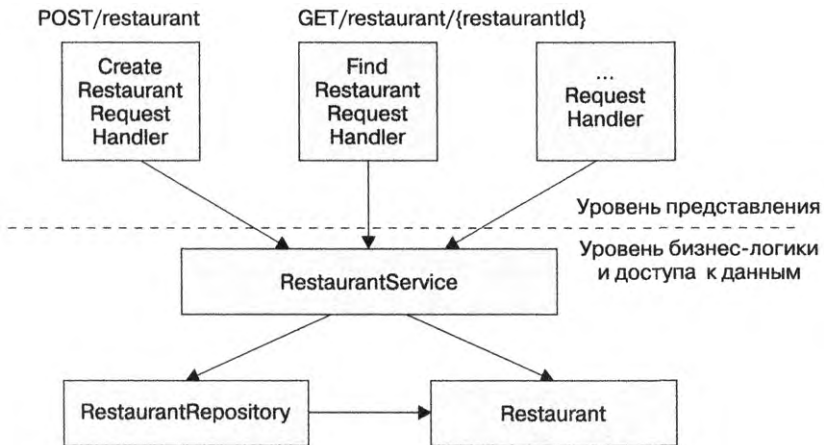 POST/restaurant
GET/restaurant/{restaurantId}
Create
Restaurant
Request
Handler
Find
Restaurant
Request
Handler
...
Request
Handler
Уровень представления
Уровень бизнес-логики
и доступа к данным
RestaurantService
RestaurantRepository
Restaurant